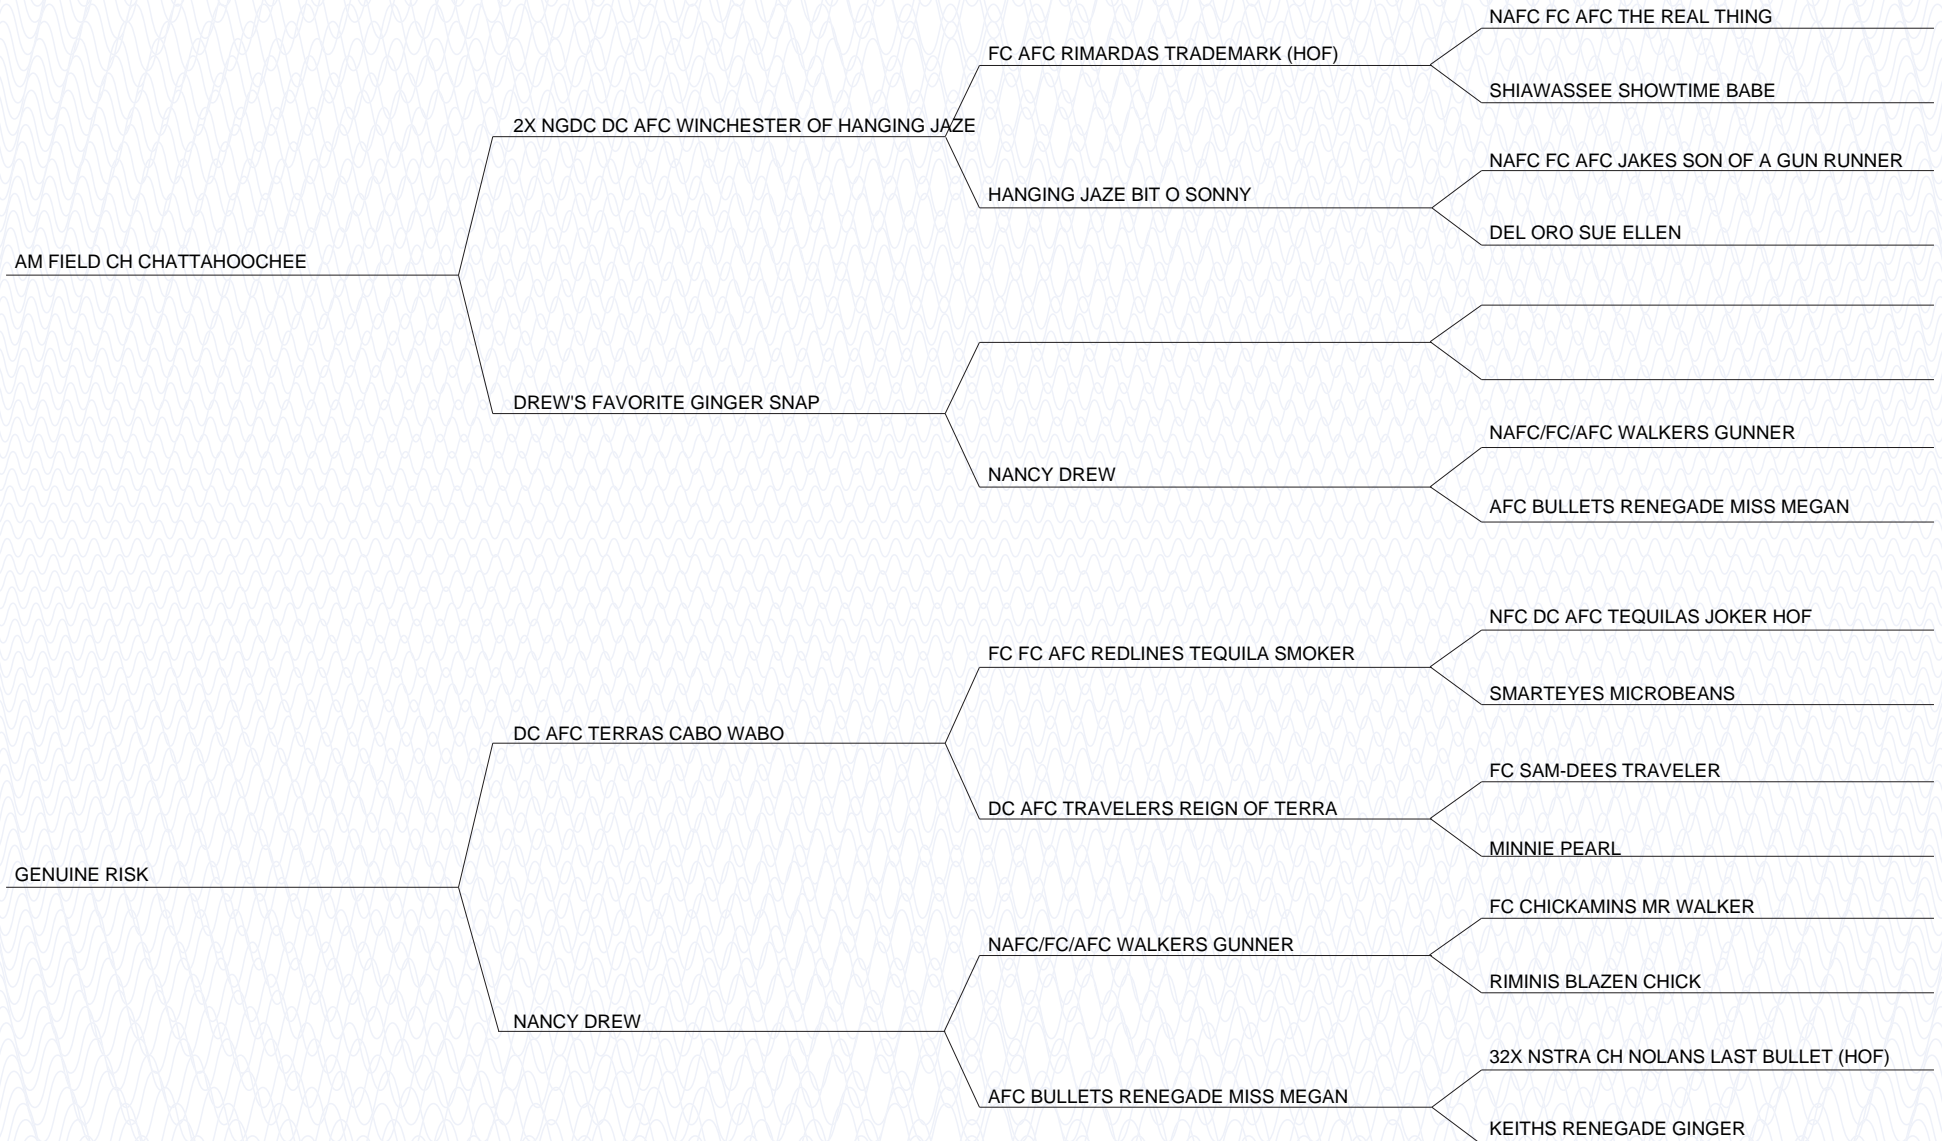 NAFC FC AFC THE REAL THING
FC AFC RIMARDAS TRADEMARK (HOF)
SHIAWASSEE SHOWTIME BABE
2X NGDC DC AFC WINCHESTER OF HANGING JAZE
NAFC FC AFC JAKES SON OF A GUN RUNNER
HANGING JAZE BIT O SONNY
DEL ORO SUE ELLEN
AM FIELD CH CHATTAHOOCHEE
DREW'S FAVORITE GINGER SNAP
NAFC/FC/AFC WALKERS GUNNER
NANCY DREW
AFC BULLETS RENEGADE MISS MEGAN
NFC DC AFC TEQUILAS JOKER HOF
FC FC AFC REDLINES TEQUILA SMOKER
SMARTEYES MICROBEANS
DC AFC TERRAS CABO WABO
FC SAM-DEES TRAVELER
DC AFC TRAVELERS REIGN OF TERRA
MINNIE PEARL
GENUINE RISK
FC CHICKAMINS MR WALKER
NAFC/FC/AFC WALKERS GUNNER
RIMINIS BLAZEN CHICK
NANCY DREW
32X NSTRA CH NOLANS LAST BULLET (HOF)
AFC BULLETS RENEGADE MISS MEGAN
KEITHS RENEGADE GINGER